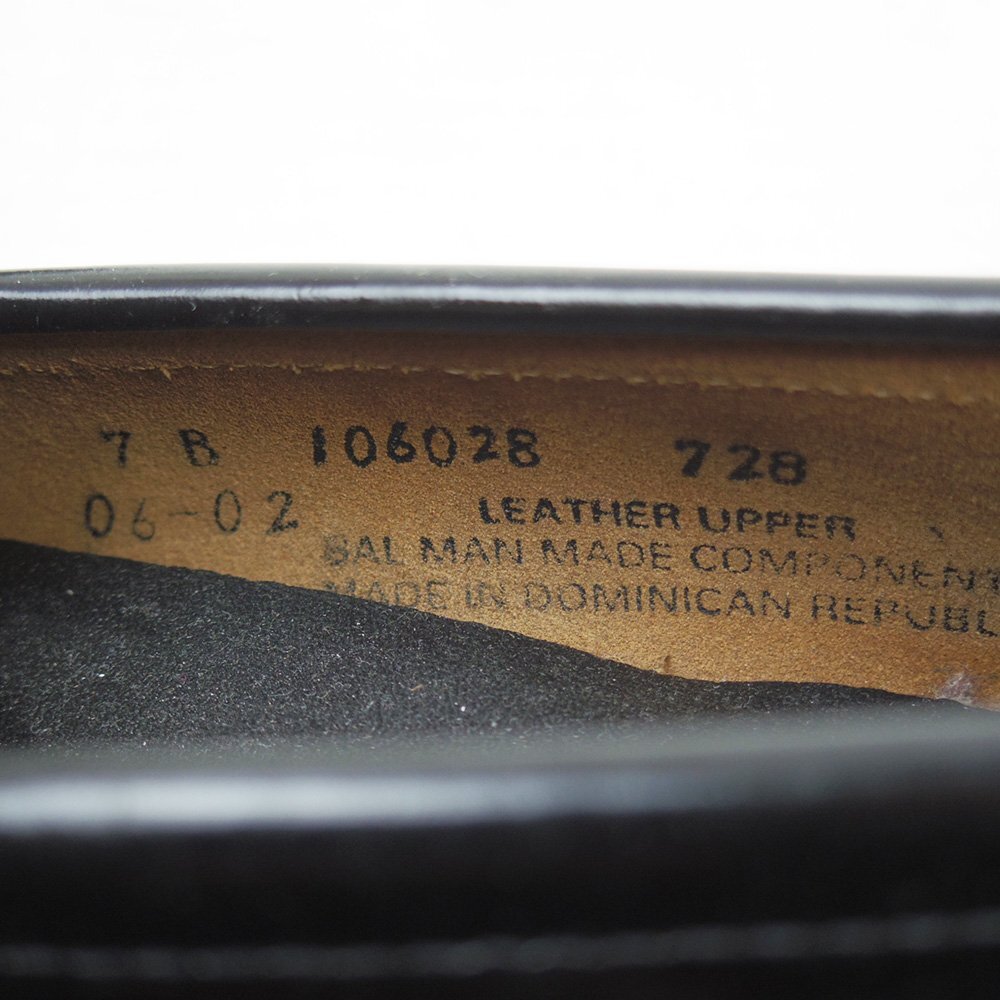 7 B 106028 728
06-02 LEATHER UPPER
BAL MAN MADE COMPONENT
MADE IN DOMINICAN REPUBL